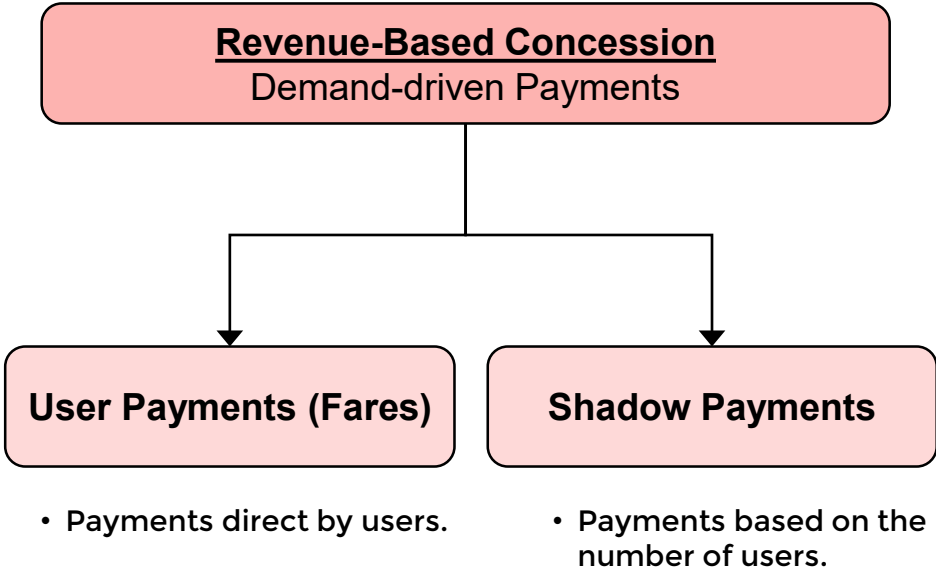 Revenue-Based Concession
Demand-driven Payments
User Payments (Fares)
Shadow Payments
• Payments direct by users.
• Payments based on the
number of users.